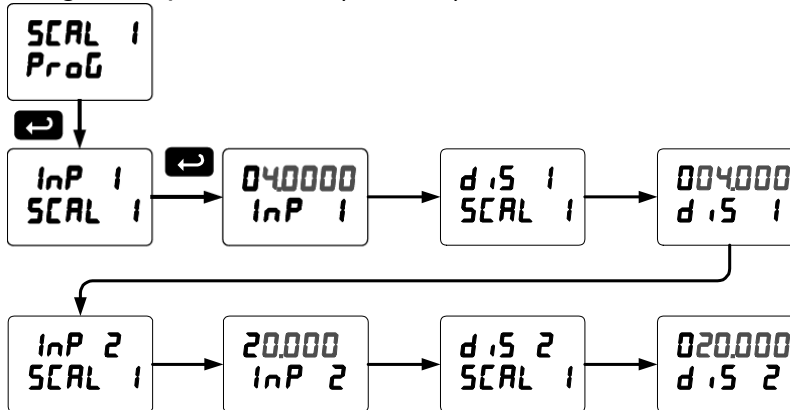 SCAL 1
ProG
InP 1
SCAL 1
04.0000
InP 1
diS 1
SCAL 1
004.000
diS 1
InP 2
SCAL 1
20.000
InP 2
diS 2
SCAL 1
020.000
diS 2